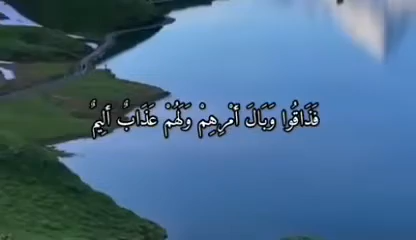 فَذَاقُوا وَبَالَ أَمْرِهِمْ وَلَهُمْ عَذَابٌ أَلِيمٌ